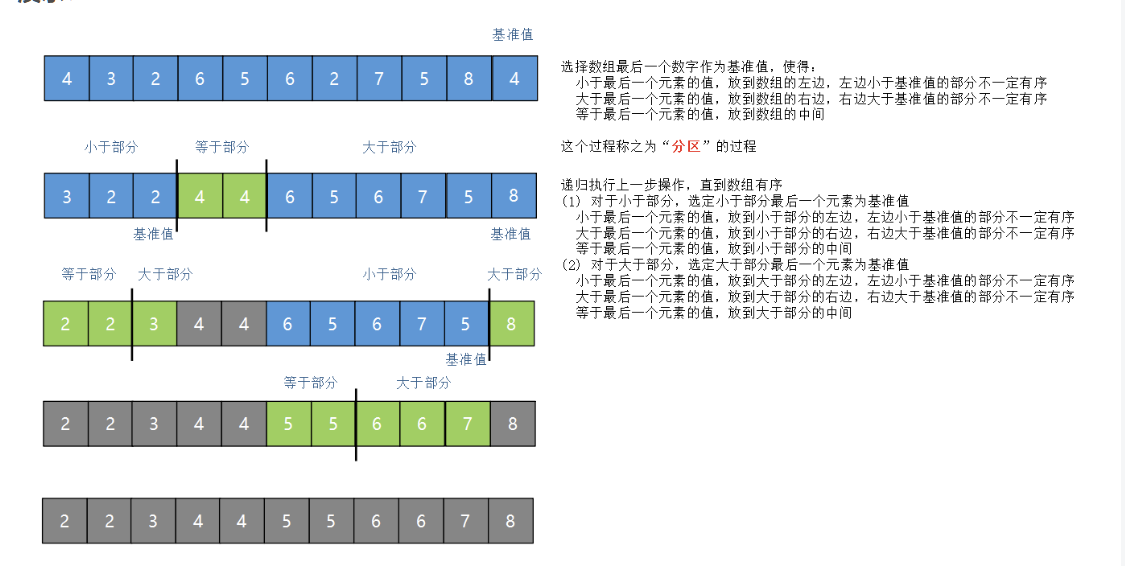 基准值
4 3 2 6 5 6 2 7 5 8 4
选择数组最后一个数字作为基准值，使得：
小于最后一个元素的值，放到数组的左边，左边小于基准值的部分不一定有序
大于最后一个元素的值，放到数组的右边，右边大于基准值的部分不一定有序
等于最后一个元素的值，放到数组的中间
这个过程称之为“分区”的过程
小于部分 等于部分 大于部分
3 2 2 4 4 6 5 6 7 5 8
基准值 基准值
递归执行上一步操作，直到数组有序
(1) 对于小于部分，选定小于部分最后一个元素为基准值
小于最后一个元素的值，放到小于部分的左边，左边小于基准值的部分不一定有序
大于最后一个元素的值，放到小于部分的右边，右边大于基准值的部分不一定有序
等于最后一个元素的值，放到小于部分的中间
(2) 对于大于部分，选定大于部分最后一个元素为基准值
小于最后一个元素的值，放到大于部分的左边，左边小于基准值的部分不一定有序
大于最后一个元素的值，放到大于部分的右边，右边大于基准值的部分不一定有序
等于最后一个元素的值，放到大于部分的中间
等于部分 大于部分 小于部分 大于部分
2 2 3 4 4 6 5 6 7 5 8
基准值
等于部分 大于部分
2 2 3 4 4 5 5 6 6 7 8
2 2 3 4 4 5 5 6 6 7 8